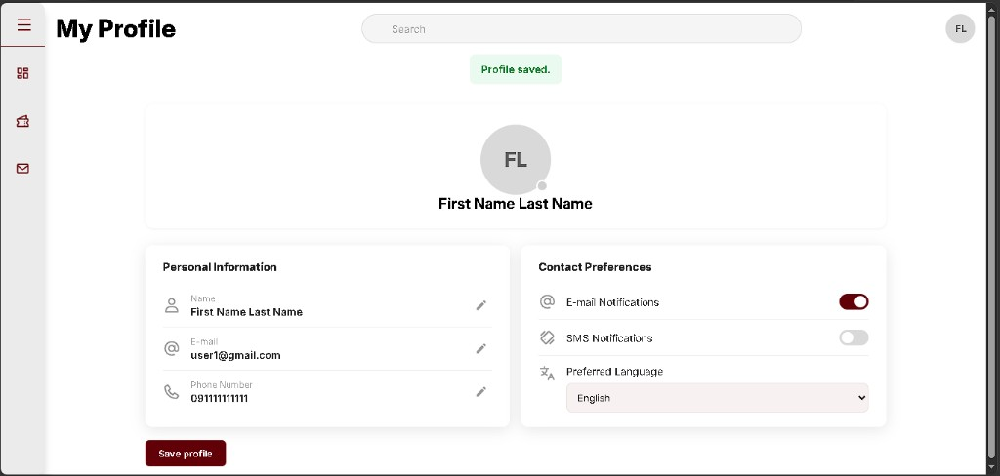 My Profile
Search
FL
Profile saved.
FL
First Name Last Name
Personal Information
Name
First Name Last Name
E-mail
user1@gmail.com
Phone Number
091111111111
Contact Preferences
E-mail Notifications
SMS Notifications
Preferred Language
English
Save profile